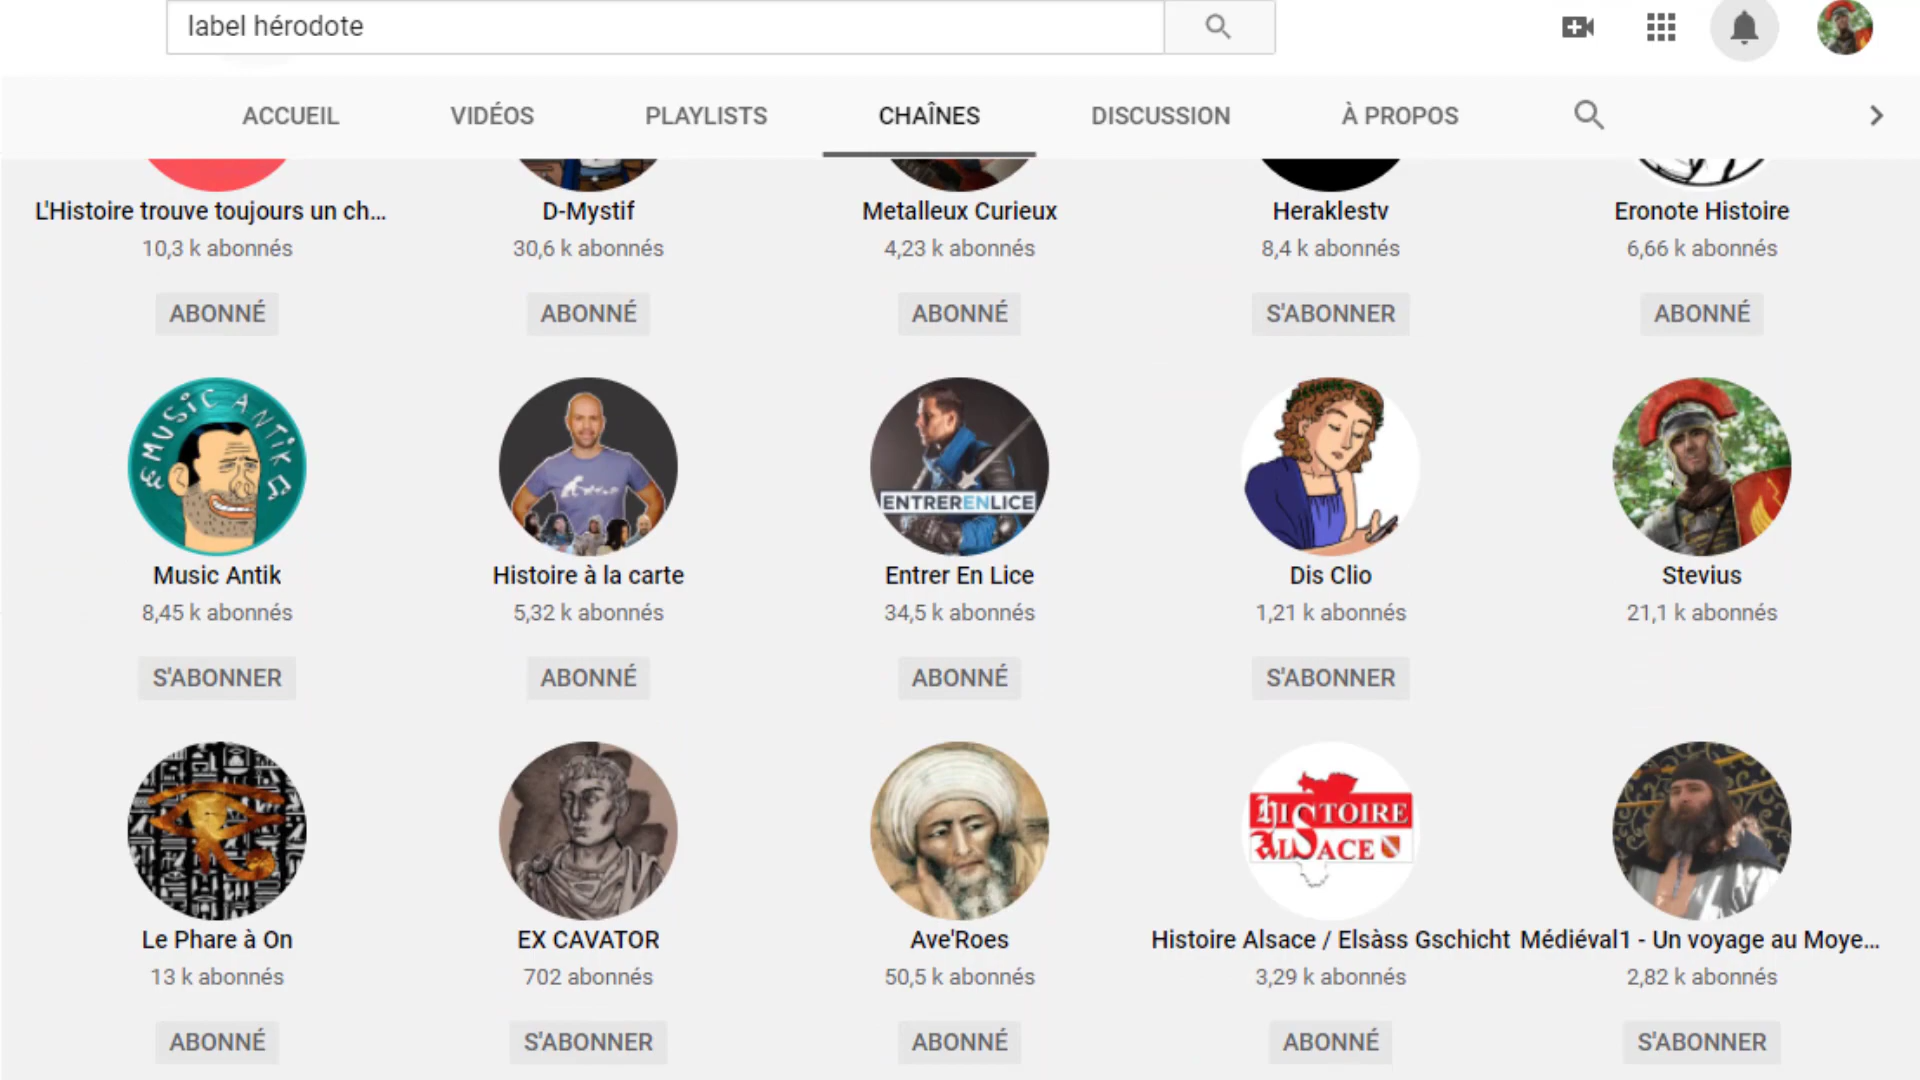 label hérodote
ACCUEIL VIDÉOS PLAYLISTS CHAÎNES DISCUSSION À PROPOS
L'Histoire trouve toujours un ch... D-Mystif Metalleux Curieux Heraklestv Eronote Histoire
10,3 k abonnés 30,6 k abonnés 4,23 k abonnés 8,4 k abonnés 6,66 k abonnés
ABONNÉ ABONNÉ ABONNÉ S'ABONNER ABONNÉ
MUSIC ANTIK
ENTRERENLICE
Music Antik Histoire à la carte Entrer En Lice Dis Clio Stevius
8,45 k abonnés 5,32 k abonnés 34,5 k abonnés 1,21 k abonnés 21,1 k abonnés
S'ABONNER ABONNÉ ABONNÉ S'ABONNER
HISTOIRE
ALSACE
Le Phare à On EX CAVATOR Ave'Roes Histoire Alsace / Elsàss Gschicht Médiéval1 - Un voyage au Moye...
13 k abonnés 702 abonnés 50,5 k abonnés 3,29 k abonnés 2,82 k abonnés
ABONNÉ S'ABONNER ABONNÉ ABONNÉ S'ABONNER